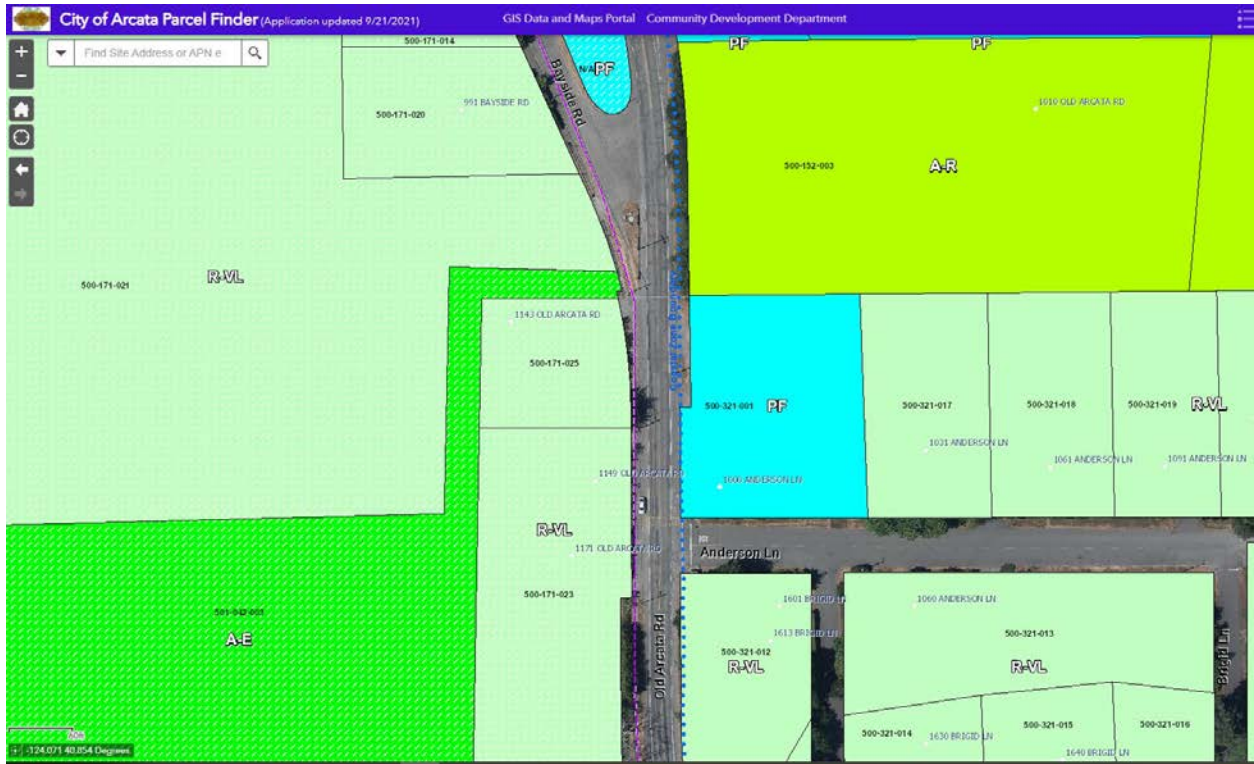 City of Arcata Parcel Finder (Application updated 9/21/2021)
GIS Data and Maps Portal
Community Development Department
Find Site Address or APN e
500-171-014
N/A
PF
PF
PF
Bayside Rd
991 BAYSIDE RD
500-171-020
1010 OLD ARCATA RD
500-152-003
A-R
500-171-021
R-VL
1143 OLD ARCATA RD
500-171-025
500-321-001
PF
500-321-017
500-321-018
500-321-019
R-VL
1031 ANDERSON LN
1061 ANDERSON LN
1091 ANDERSON LN
1149 OLD ARCATA RD
1000 ANDERSON LN
R-VL
1171 OLD ARCATA RD
Anderson Ln
500-171-023
1601 BRIGID LN
1060 ANDERSON LN
501-042-003
A-E
1613 BRIGID LN
500-321-013
500-321-012
R-VL
R-VL
Old Arcata Rd
Brigid Ln
500-321-014
500-321-015
500-321-016
1630 BRIGID LN
1640 BRIGID LN
-124.071 40.854 Degrees